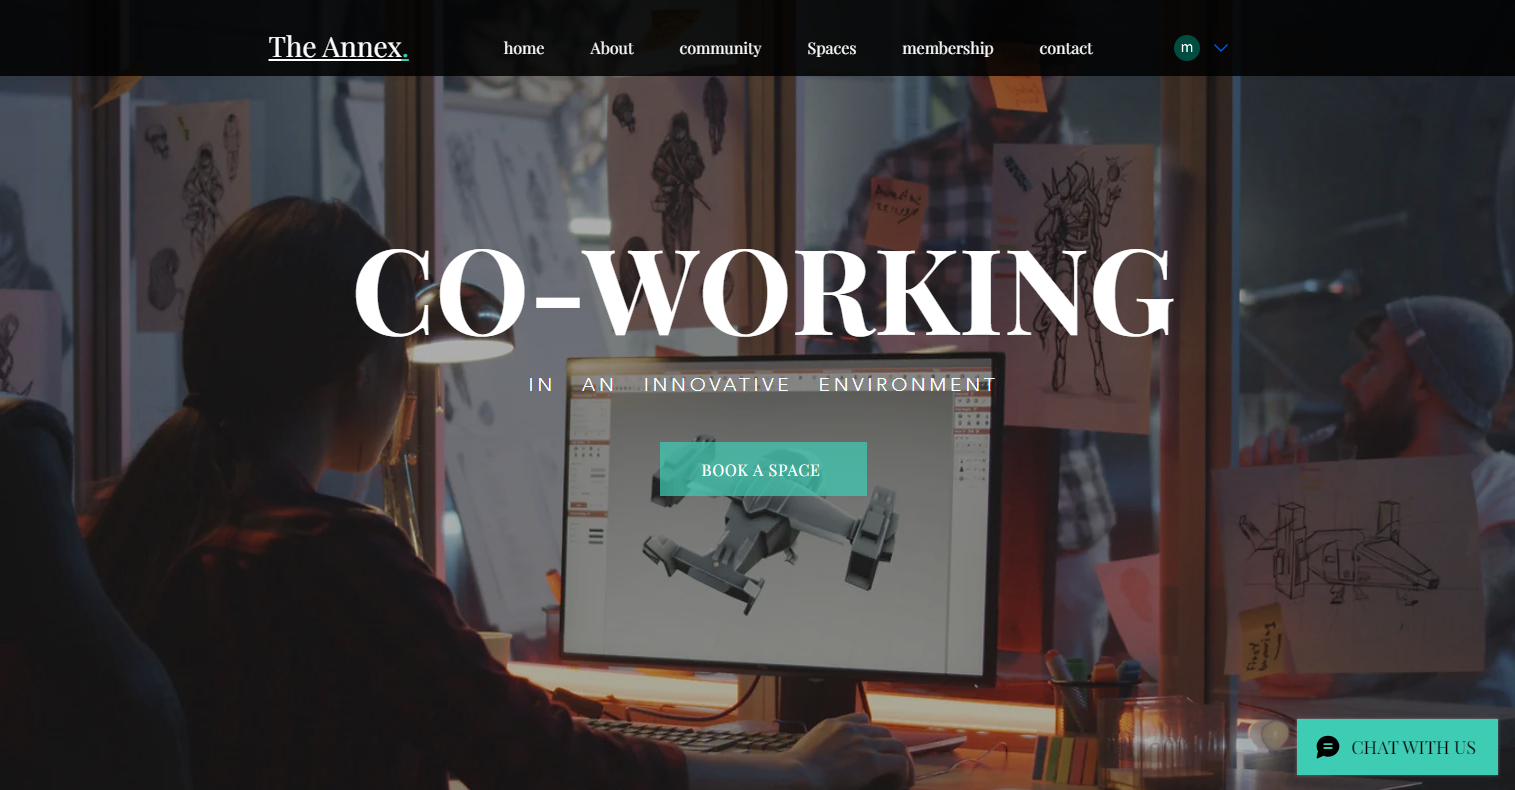 The Annex.
home About community Spaces membership contact m
CO-WORKING
IN AN INNOVATIVE ENVIRONMENT
BOOK A SPACE
CHAT WITH US